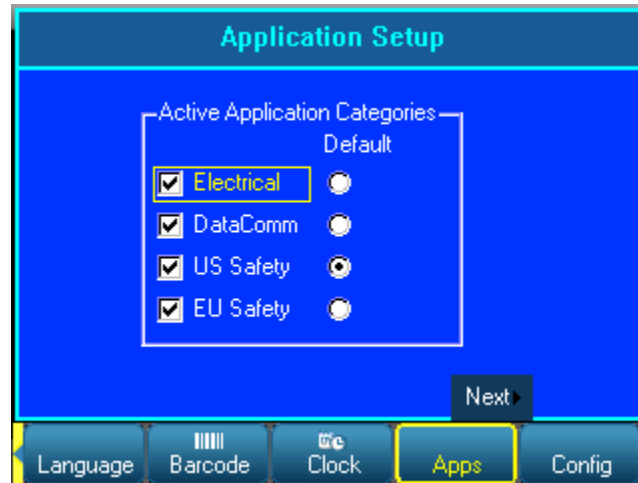 Application Setup
Active Application Categories
Default
Electrical
DataComm
US Safety
EU Safety
Next
Language Barcode Clock Apps Config